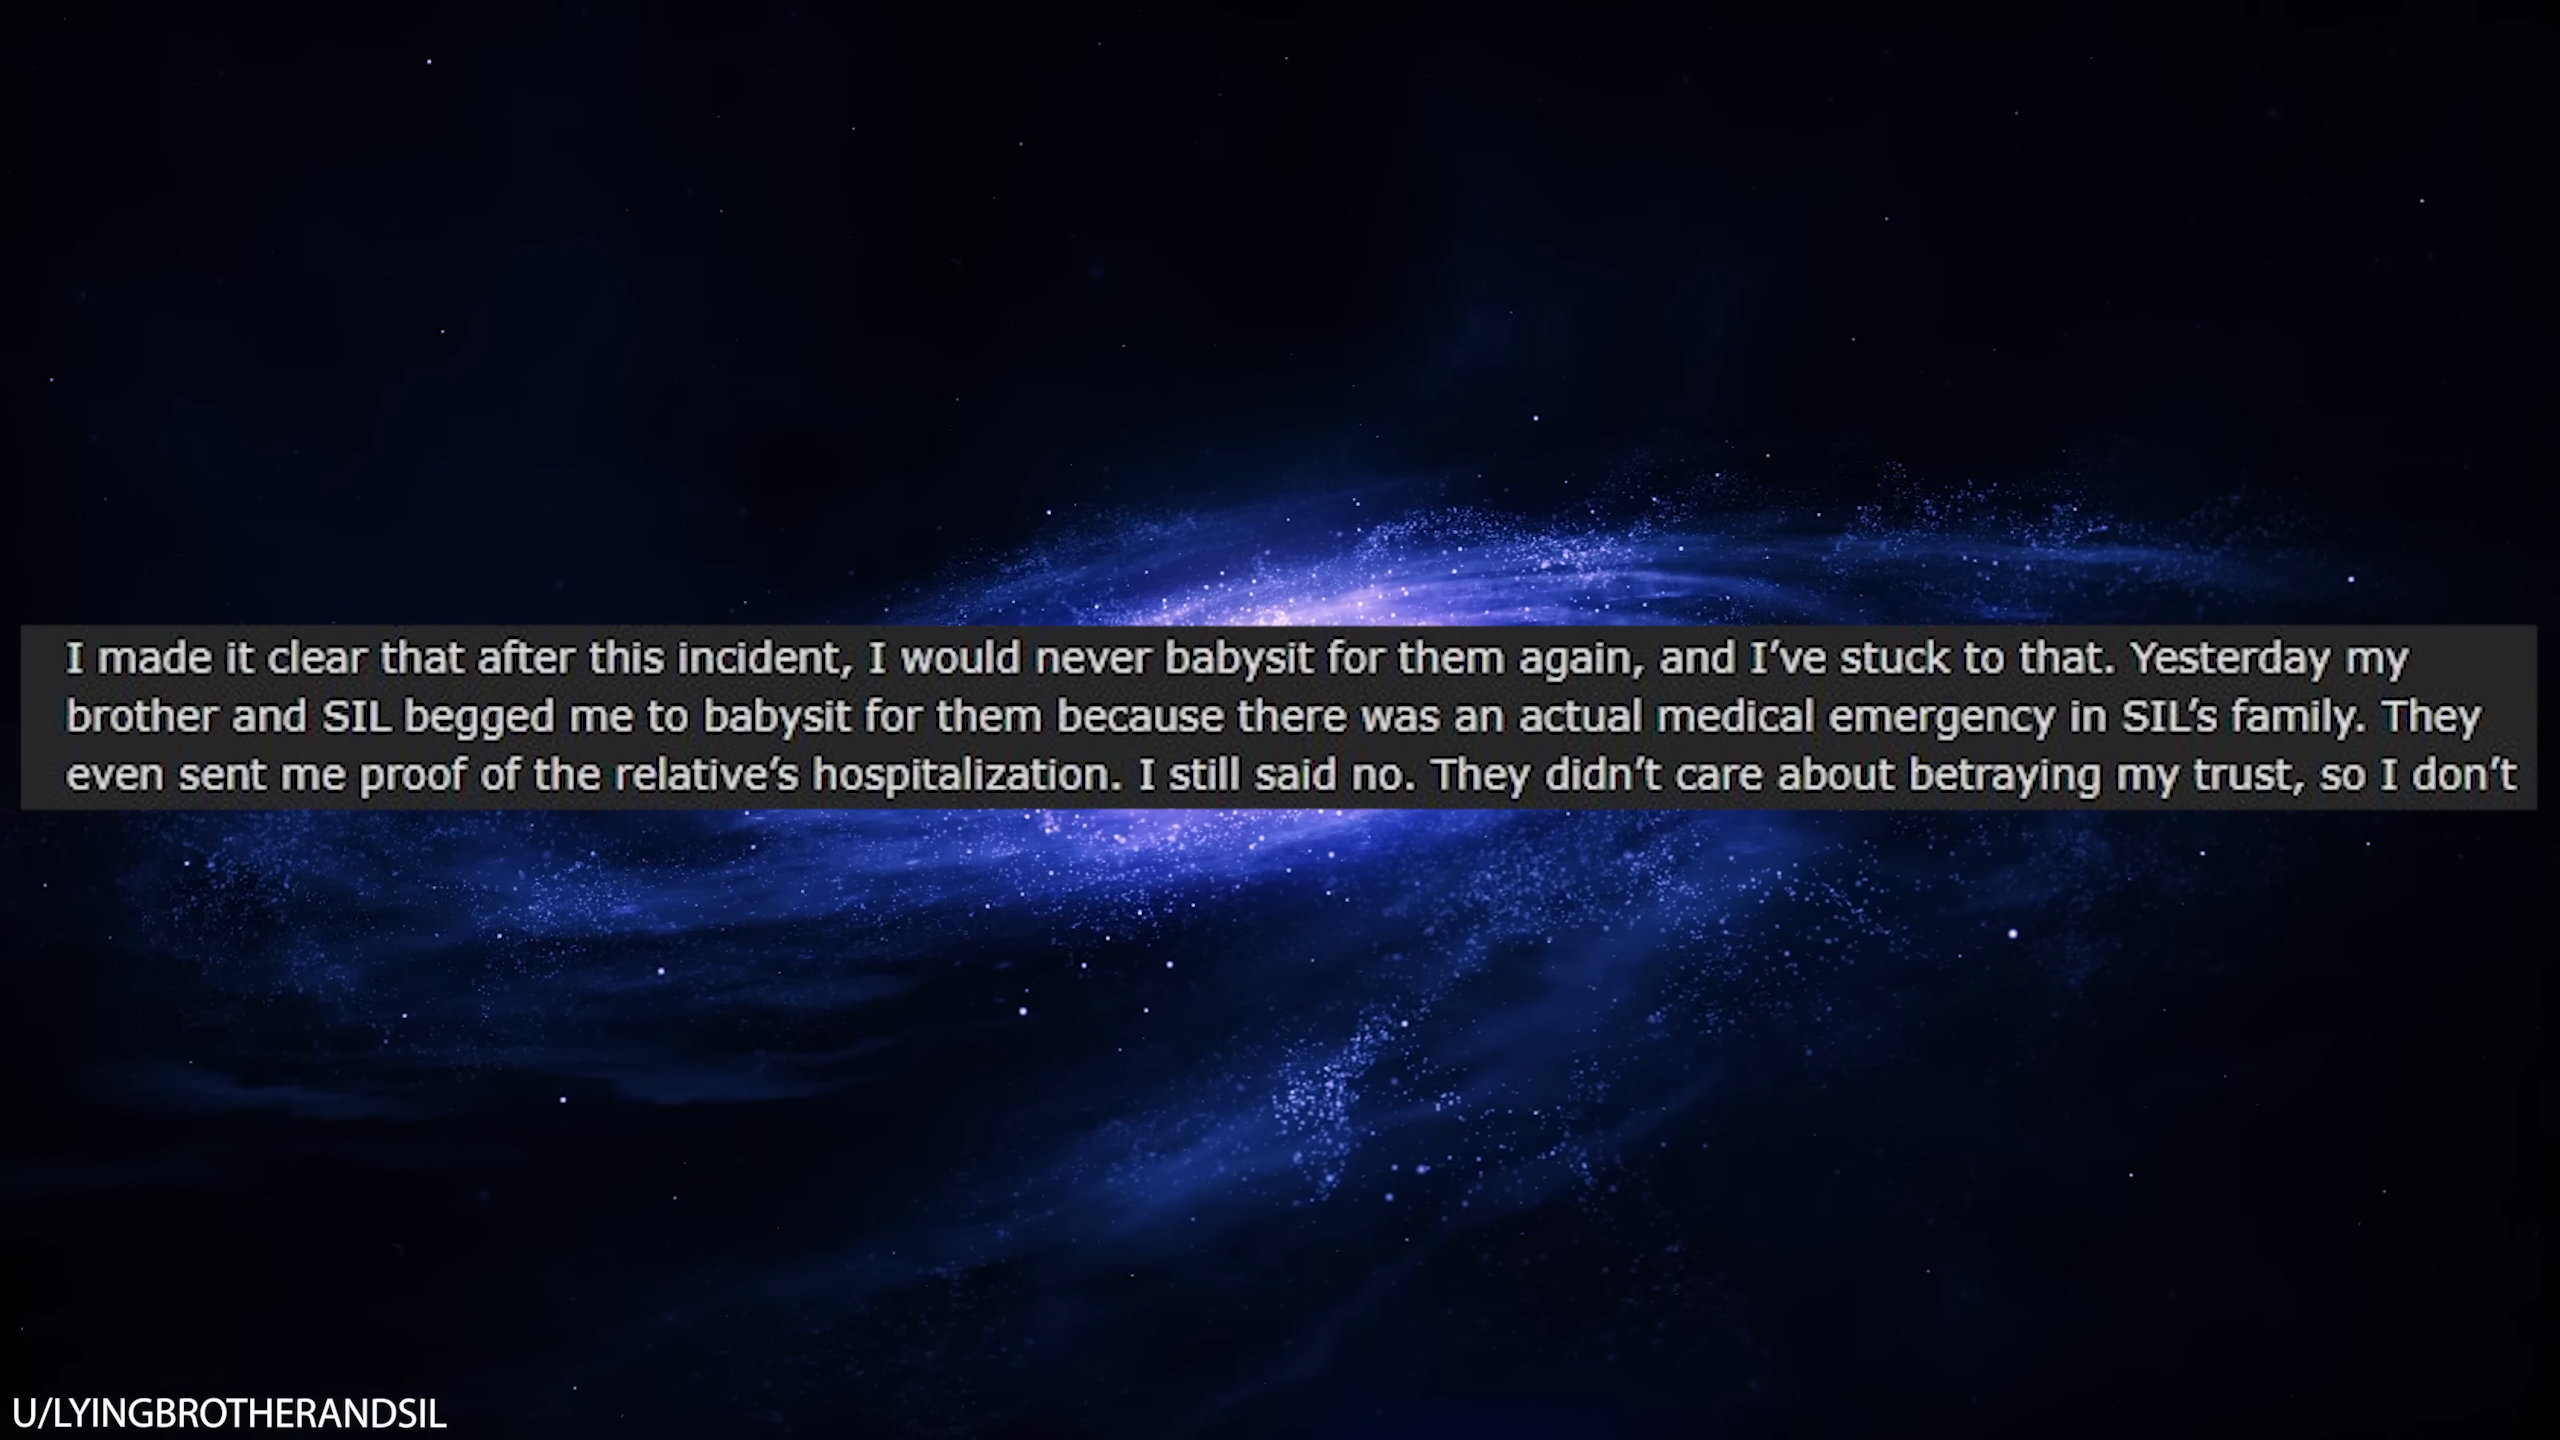 I made it clear that after this incident, I would never babysit for them again, and I’ve stuck to that. Yesterday my
brother and SIL begged me to babysit for them because there was an actual medical emergency in SIL’s family. They
even sent me proof of the relative’s hospitalization. I still said no. They didn’t care about betraying my trust, so I don’t
U/LYINGBROTHERANDSIL